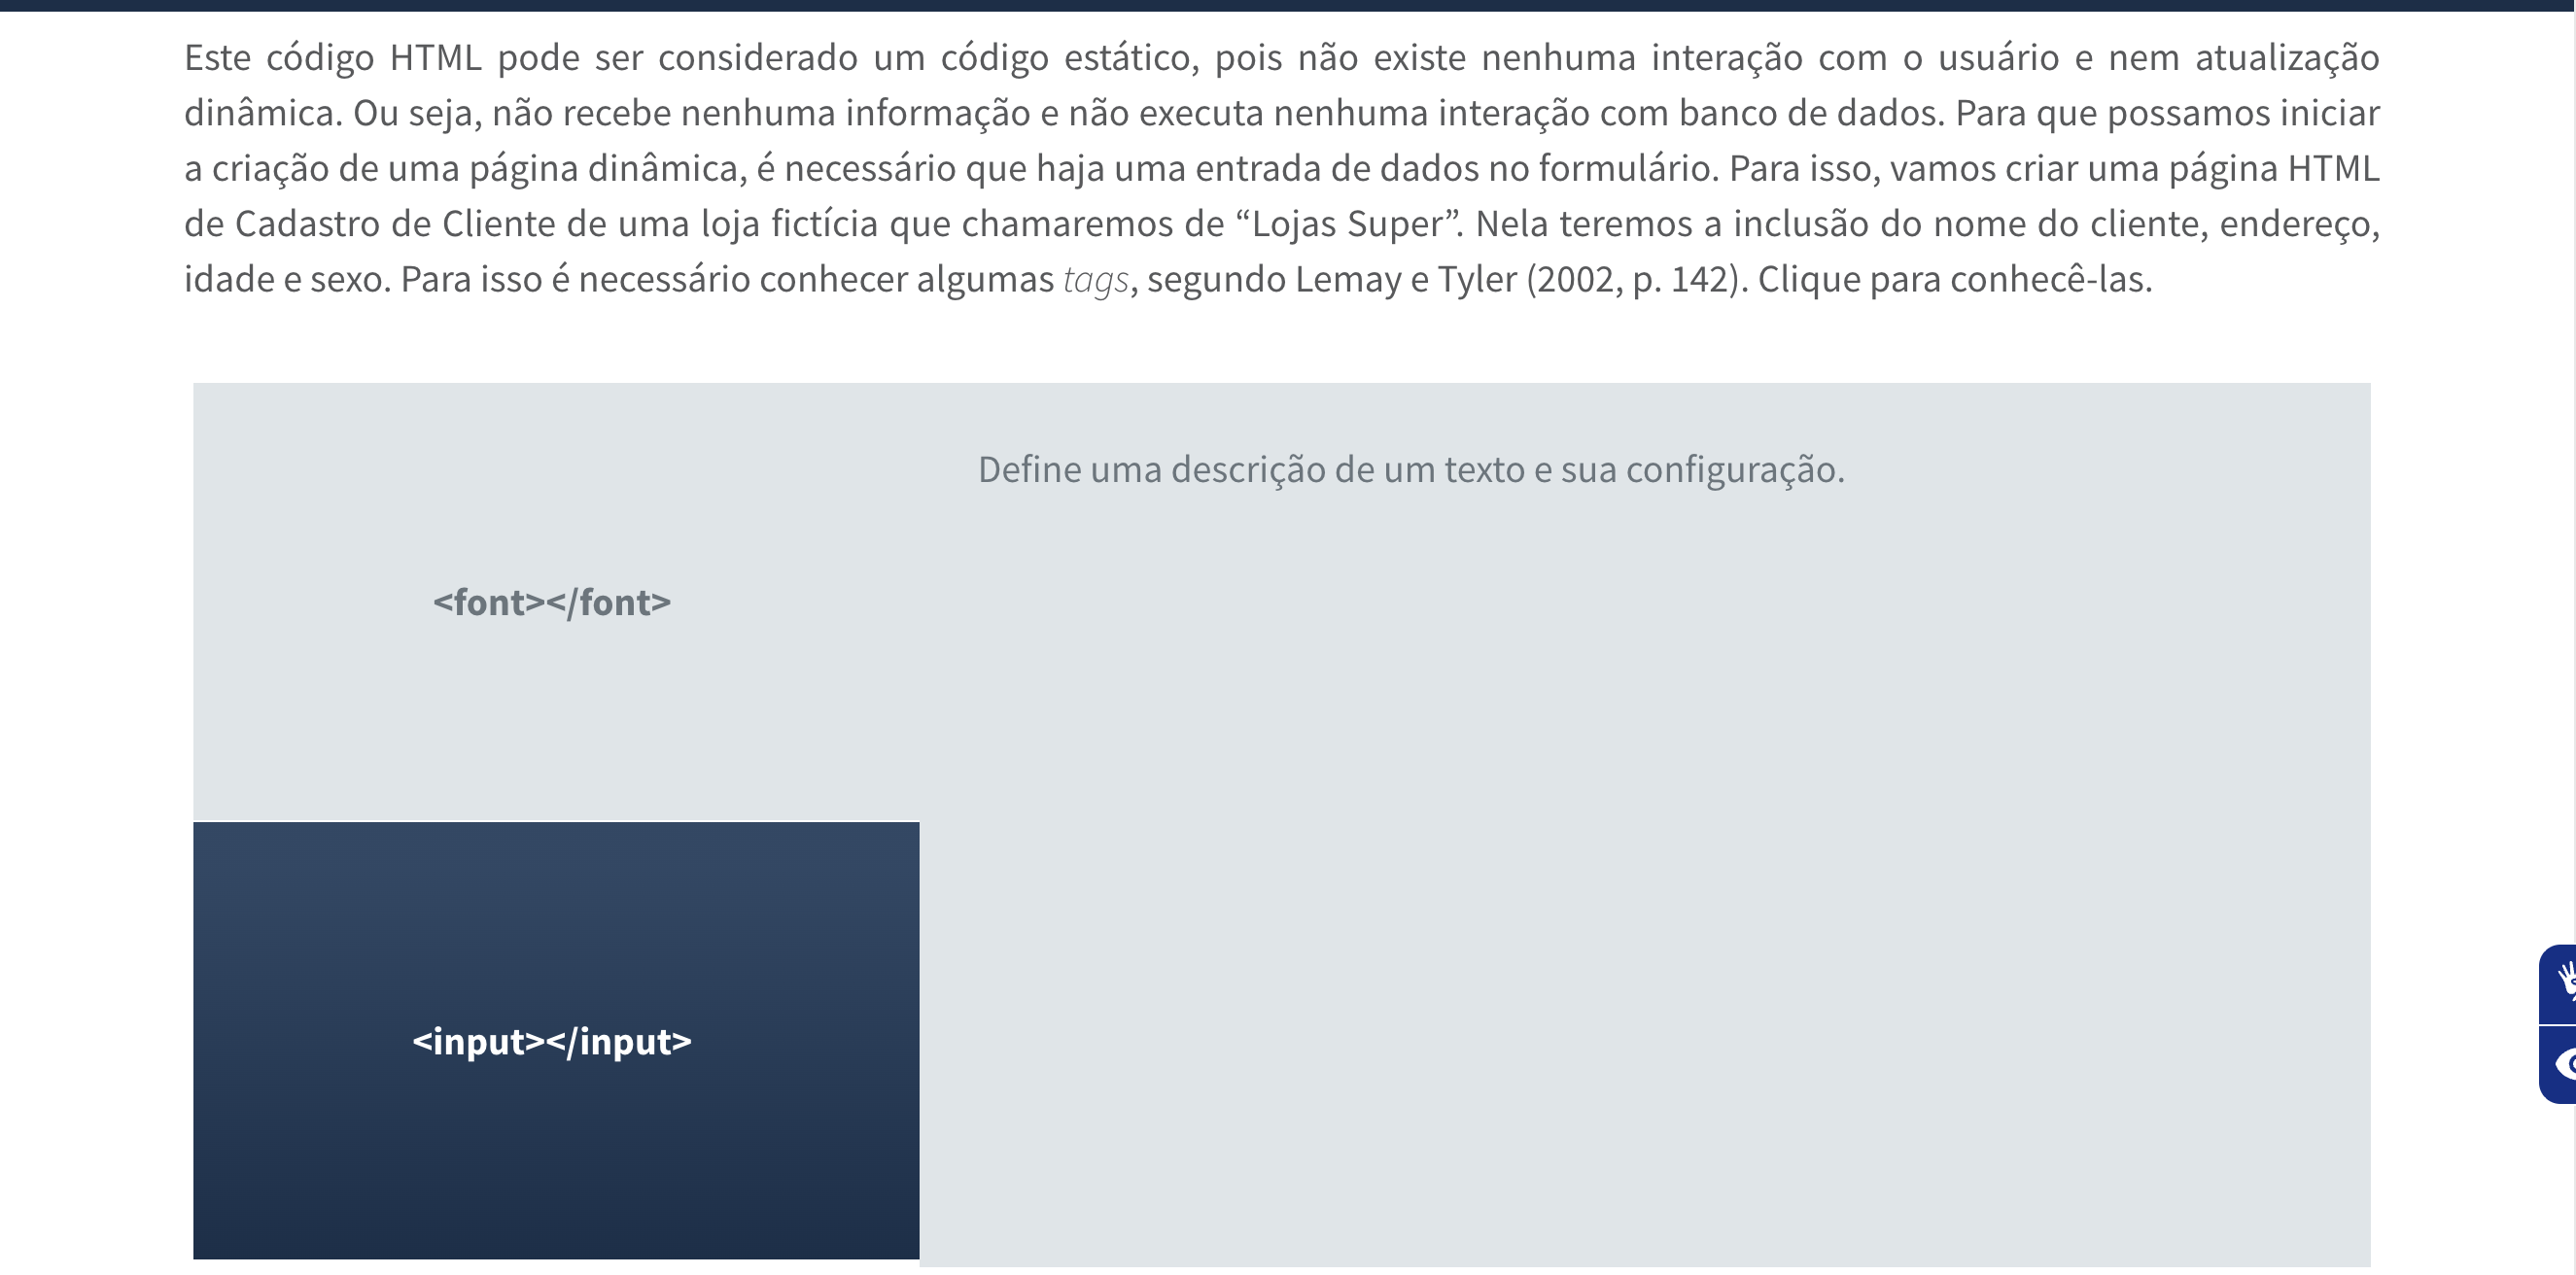 Este código HTML pode ser considerado um código estático, pois não existe nenhuma interação com o usuário e nem atualização
dinâmica. Ou seja, não recebe nenhuma informação e não executa nenhuma interação com banco de dados. Para que possamos iniciar
a criação de uma página dinâmica, é necessário que haja uma entrada de dados no formulário. Para isso, vamos criar uma página HTML
de Cadastro de Cliente de uma loja fictícia que chamaremos de “Lojas Super”. Nela teremos a inclusão do nome do cliente, endereço,
idade e sexo. Para isso é necessário conhecer algumas tags, segundo Lemay e Tyler (2002, p. 142). Clique para conhecê-las.
Define uma descrição de um texto e sua configuração.
<font></font>
<input></input>